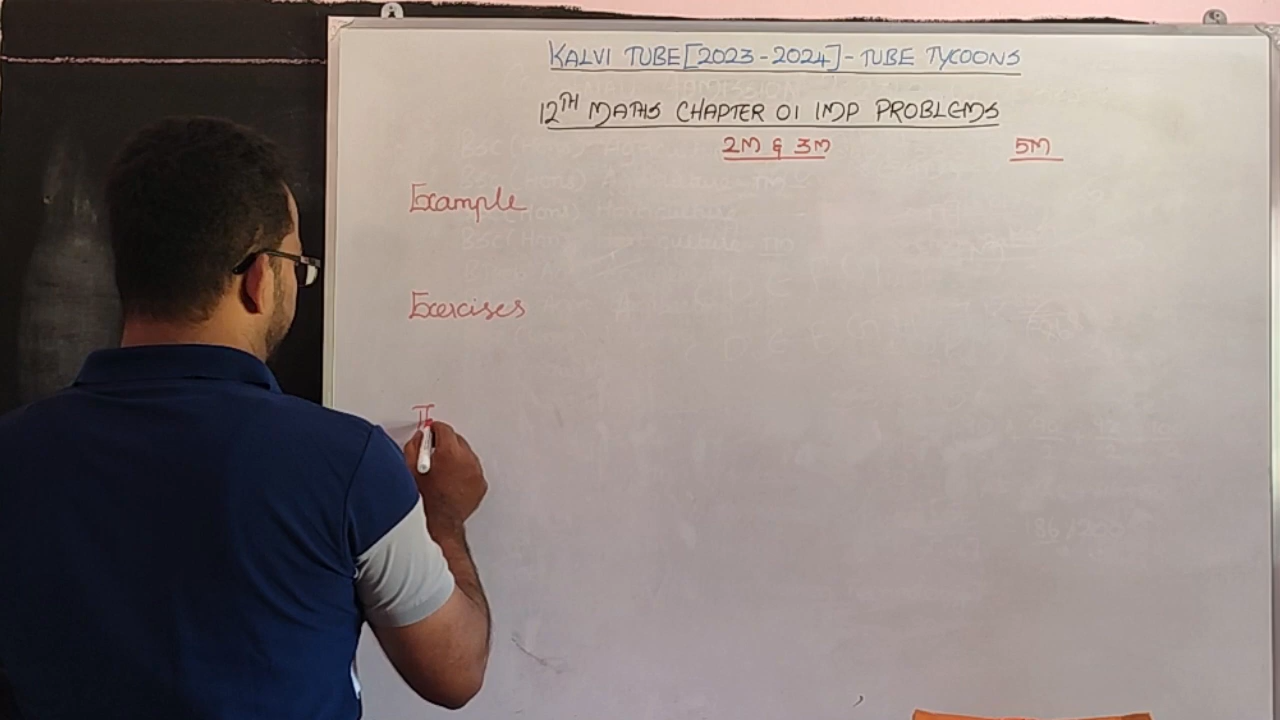 KALVI TUBE[2023-2024]-TUBE TYCOONS
12TH MATHS CHAPTER 01 IMP PROBLEMS
2M & 3M 5M
Example
Exercises